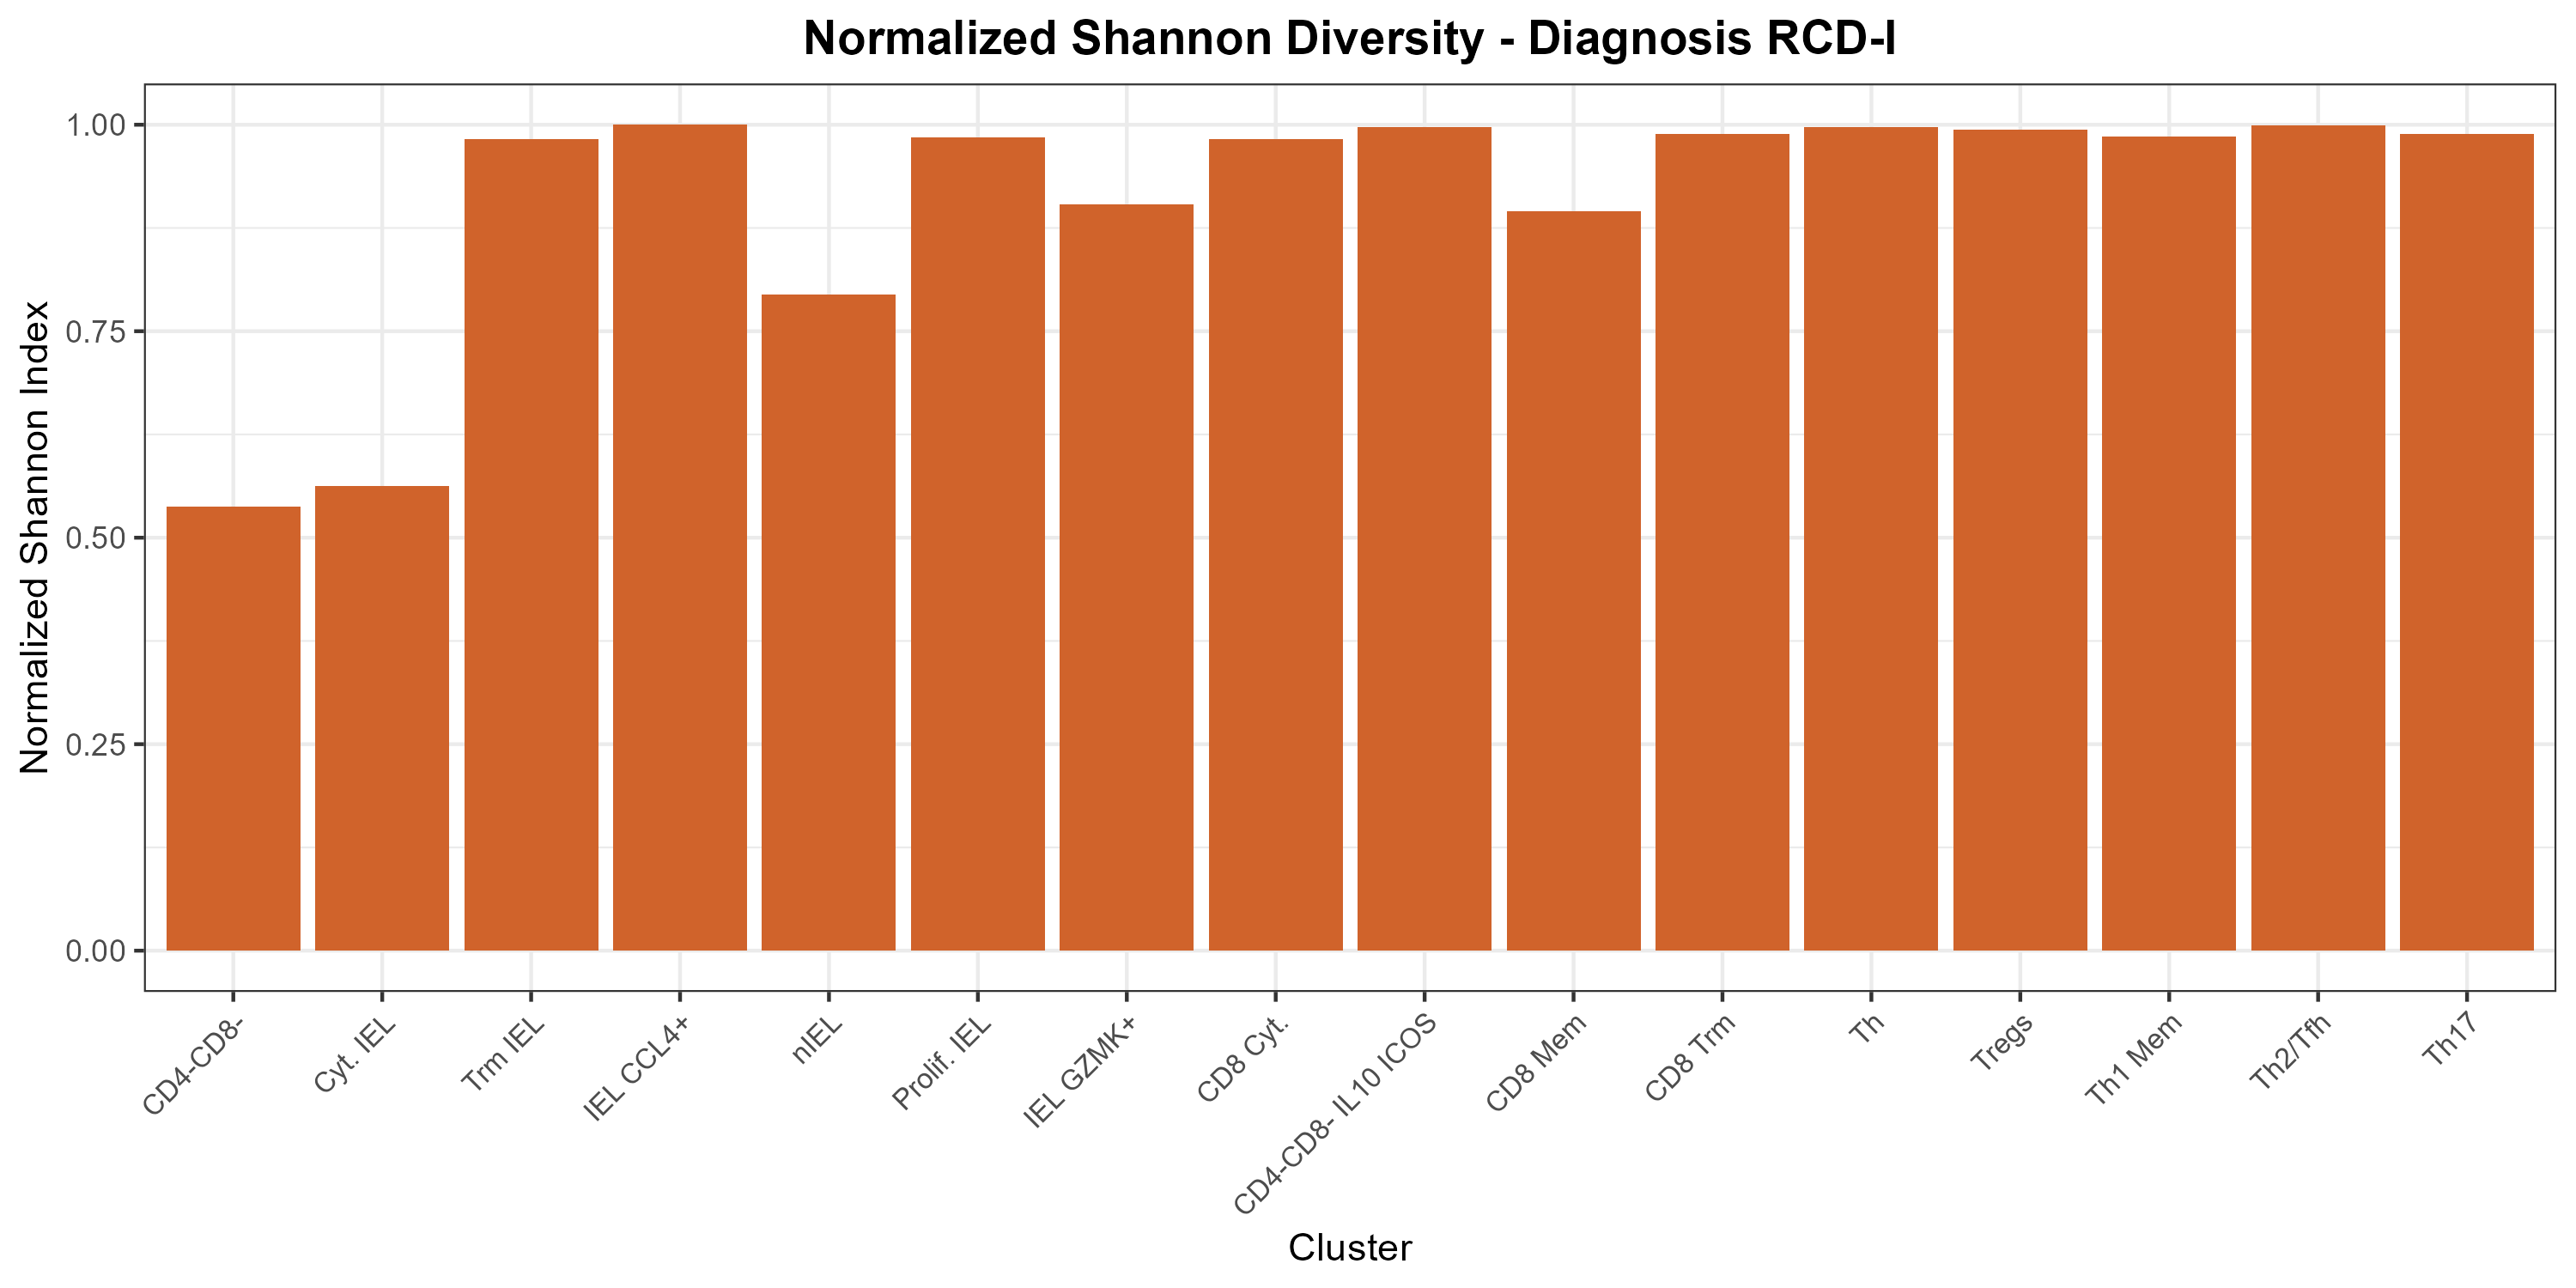 Normalized Shannon Diversity - Diagnosis RCD-I
Normalized Shannon Index
1.00
0.75
0.50
0.25
0.00
CD4-CD8-
Cyt. IEL
Trm IEL
IEL CCL4+
nIEL
Prolif. IEL
IEL GZMK+
CD8 Cyt.
CD4-CD8- IL10 ICOS
CD8 Mem
CD8 Trm
Th
Tregs
Th1 Mem
Th2/Tfh
Th17
Cluster